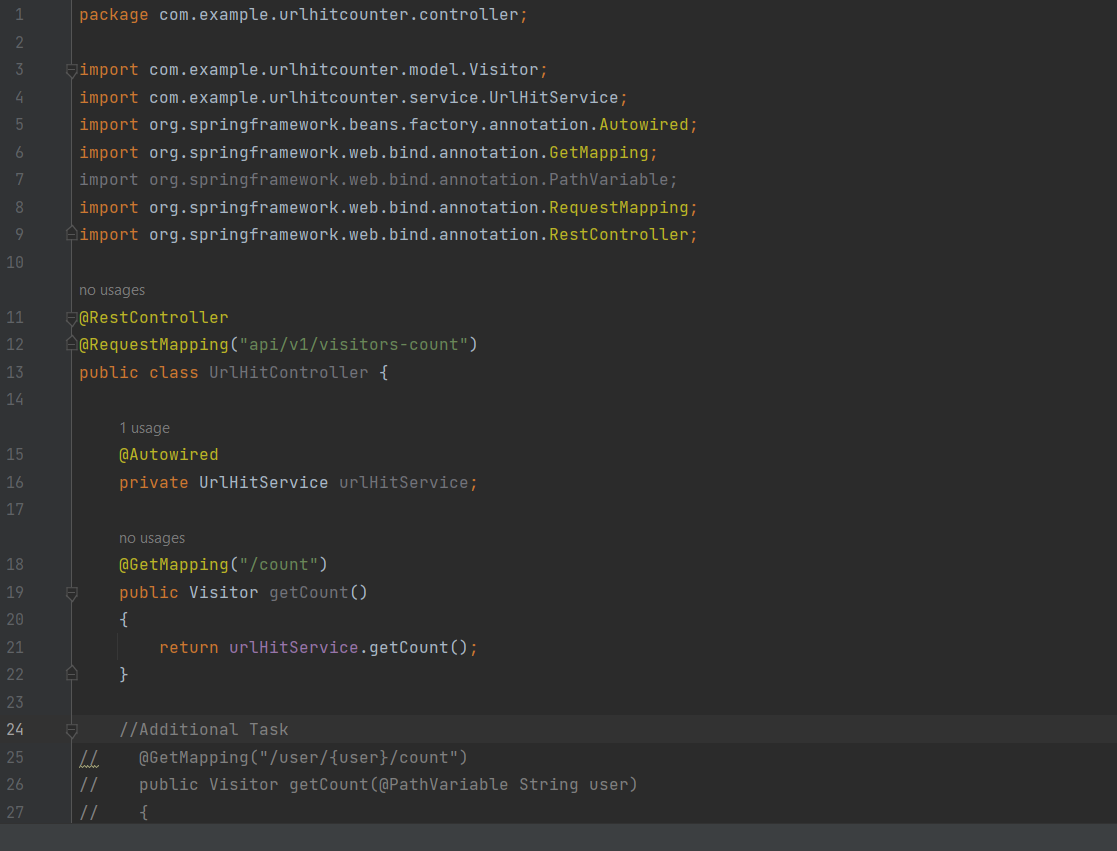 1 package com.example.urlhitcounter.controller;
2
3 import com.example.urlhitcounter.model.Visitor;
4 import com.example.urlhitcounter.service.UrlHitService;
5 import org.springframework.beans.factory.annotation.Autowired;
6 import org.springframework.web.bind.annotation.GetMapping;
7 import org.springframework.web.bind.annotation.PathVariable;
8 import org.springframework.web.bind.annotation.RequestMapping;
9 import org.springframework.web.bind.annotation.RestController;
10
no usages
11 @RestController
12 @RequestMapping("api/v1/visitors-count")
13 public class UrlHitController {
14
1 usage
15     @Autowired
16     private UrlHitService urlHitService;
17
no usages
18     @GetMapping("/count")
19     public Visitor getCount()
20     {
21         return urlHitService.getCount();
22     }
23
24     //Additional Task
25 //    @GetMapping("/user/{user}/count")
26 //    public Visitor getCount(@PathVariable String user)
27 //    {